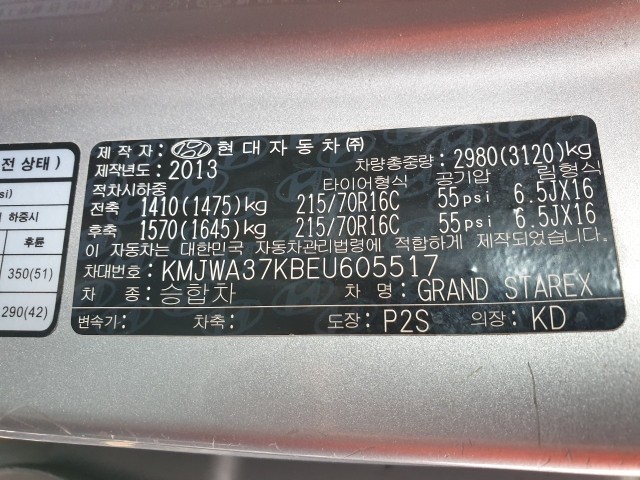 제 작 자: 현대자동차㈜
제작년도: 2013 차량총중량: 2980(3120)kg
적차시하중 타이어형식 공기압 림형식
전축 1410(1475)kg 215/70R16C 55psi 6.5JX16
후축 1570(1645)kg 215/70R16C 55psi 6.5JX16
이 자동차는 대한민국 자동차관리법령에 적합하게 제작되었습니다.
차대번호: KMJWA37KBEU605517
차 종: 승합차 차 명: GRAND STAREX
변속기: 차축: 도장: P2S 의장: KD
전 상태)
si)
하중시
후륜
350(51)
290(42)